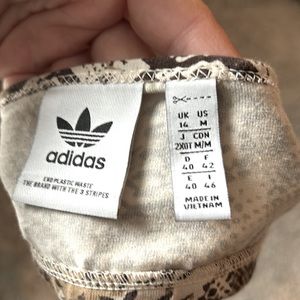 adidas
END PLASTIC WASTE
THE BRAND WITH THE 3 STRIPES
UK US
14 M
J CDN
2XOT M/M
D F
40 42
E I
40 46
MADE IN
VIETNAM